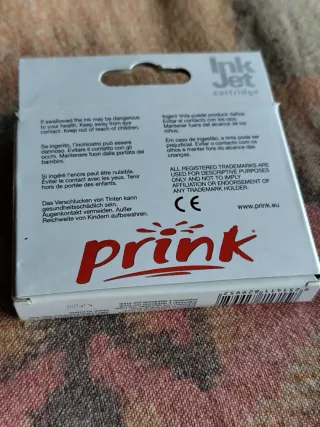 Ink
Jet
cartridge
If swallowed the ink may be dangerous
to your health. Keep away from eye
contact. Keep out of reach of children.
Se ingerito, l'inchiostro può essere
dannoso. Evitare il contatto con gli
occhi. Mantenere fuori dalla portata dei
bambini.
Si ingéré l'encre peut être nuisible.
Eviter le contact avec les yeux. Tenir
hors de portée des enfants.
Das Verschlucken von Tinten kann
gesundheitsschädlich sein.
Augenkontakt vermeiden. Außer
Reichweite von Kindern aufbewahren.
Ingerir tinta puede producir daños.
Evitar el contacto con los ojos.
Mantener fuera del alcance de los
niños.
Em caso de ingestão, a tinta pode ser
prejudicial. Evitar o contacto com os
olhos e manter fora do alcance das
crianças.
ALL REGISTERED TRADEMARKS ARE
USED FOR DESCRIPTIVE PURPOSES
ONLY AND NOT TO IMPLY
AFFILIATION OR ENDORSEMENT OF
ANY TRADEMARK HOLDER.
CE
www.prink.eu
prink